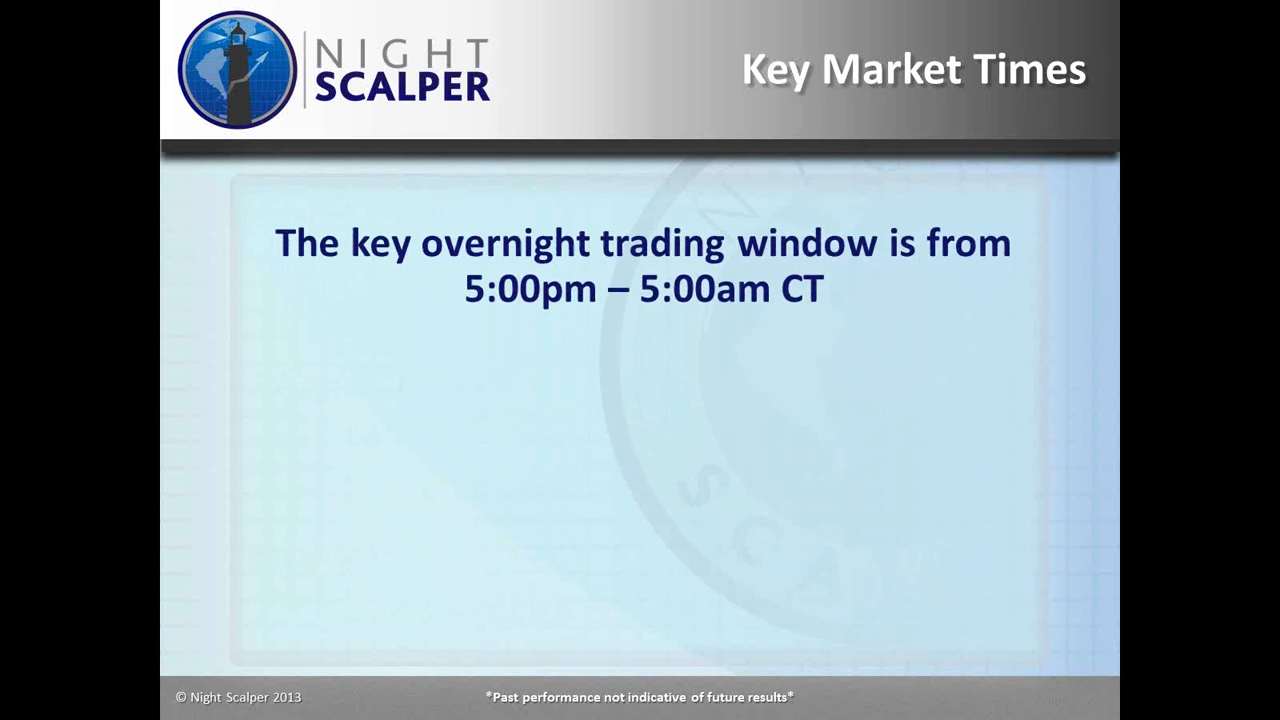 NIGHT
SCALPER
Key Market Times
The key overnight trading window is from
5:00pm – 5:00am CT
© Night Scalper 2013
*Past performance not indicative of future results*